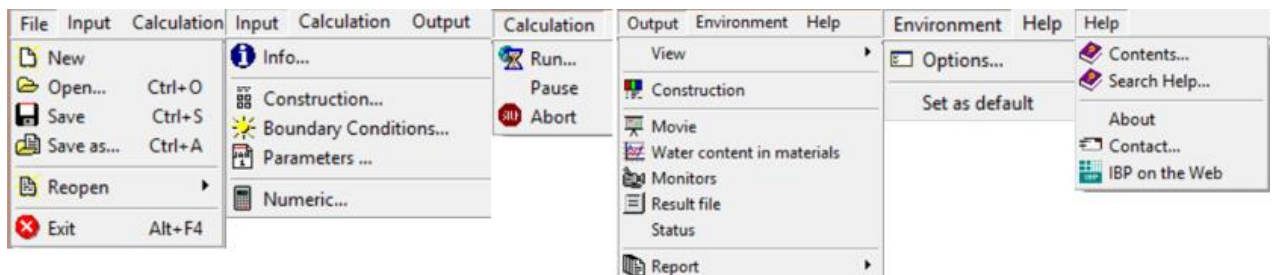 File Input Calculation
New
Open... Ctrl+O
Save Ctrl+S
Save as... Ctrl+A
Reopen
Exit Alt+F4
Input Calculation Output
Info...
Construction...
Boundary Conditions...
Parameters ...
Numeric...
Calculation
Run...
Pause
Abort
Output Environment Help
View
Construction
Movie
Water content in materials
Monitors
Result file
Status
Report
Environment Help
Options...
Set as default
Help
Contents...
Search Help...
About
Contact...
IBP on the Web